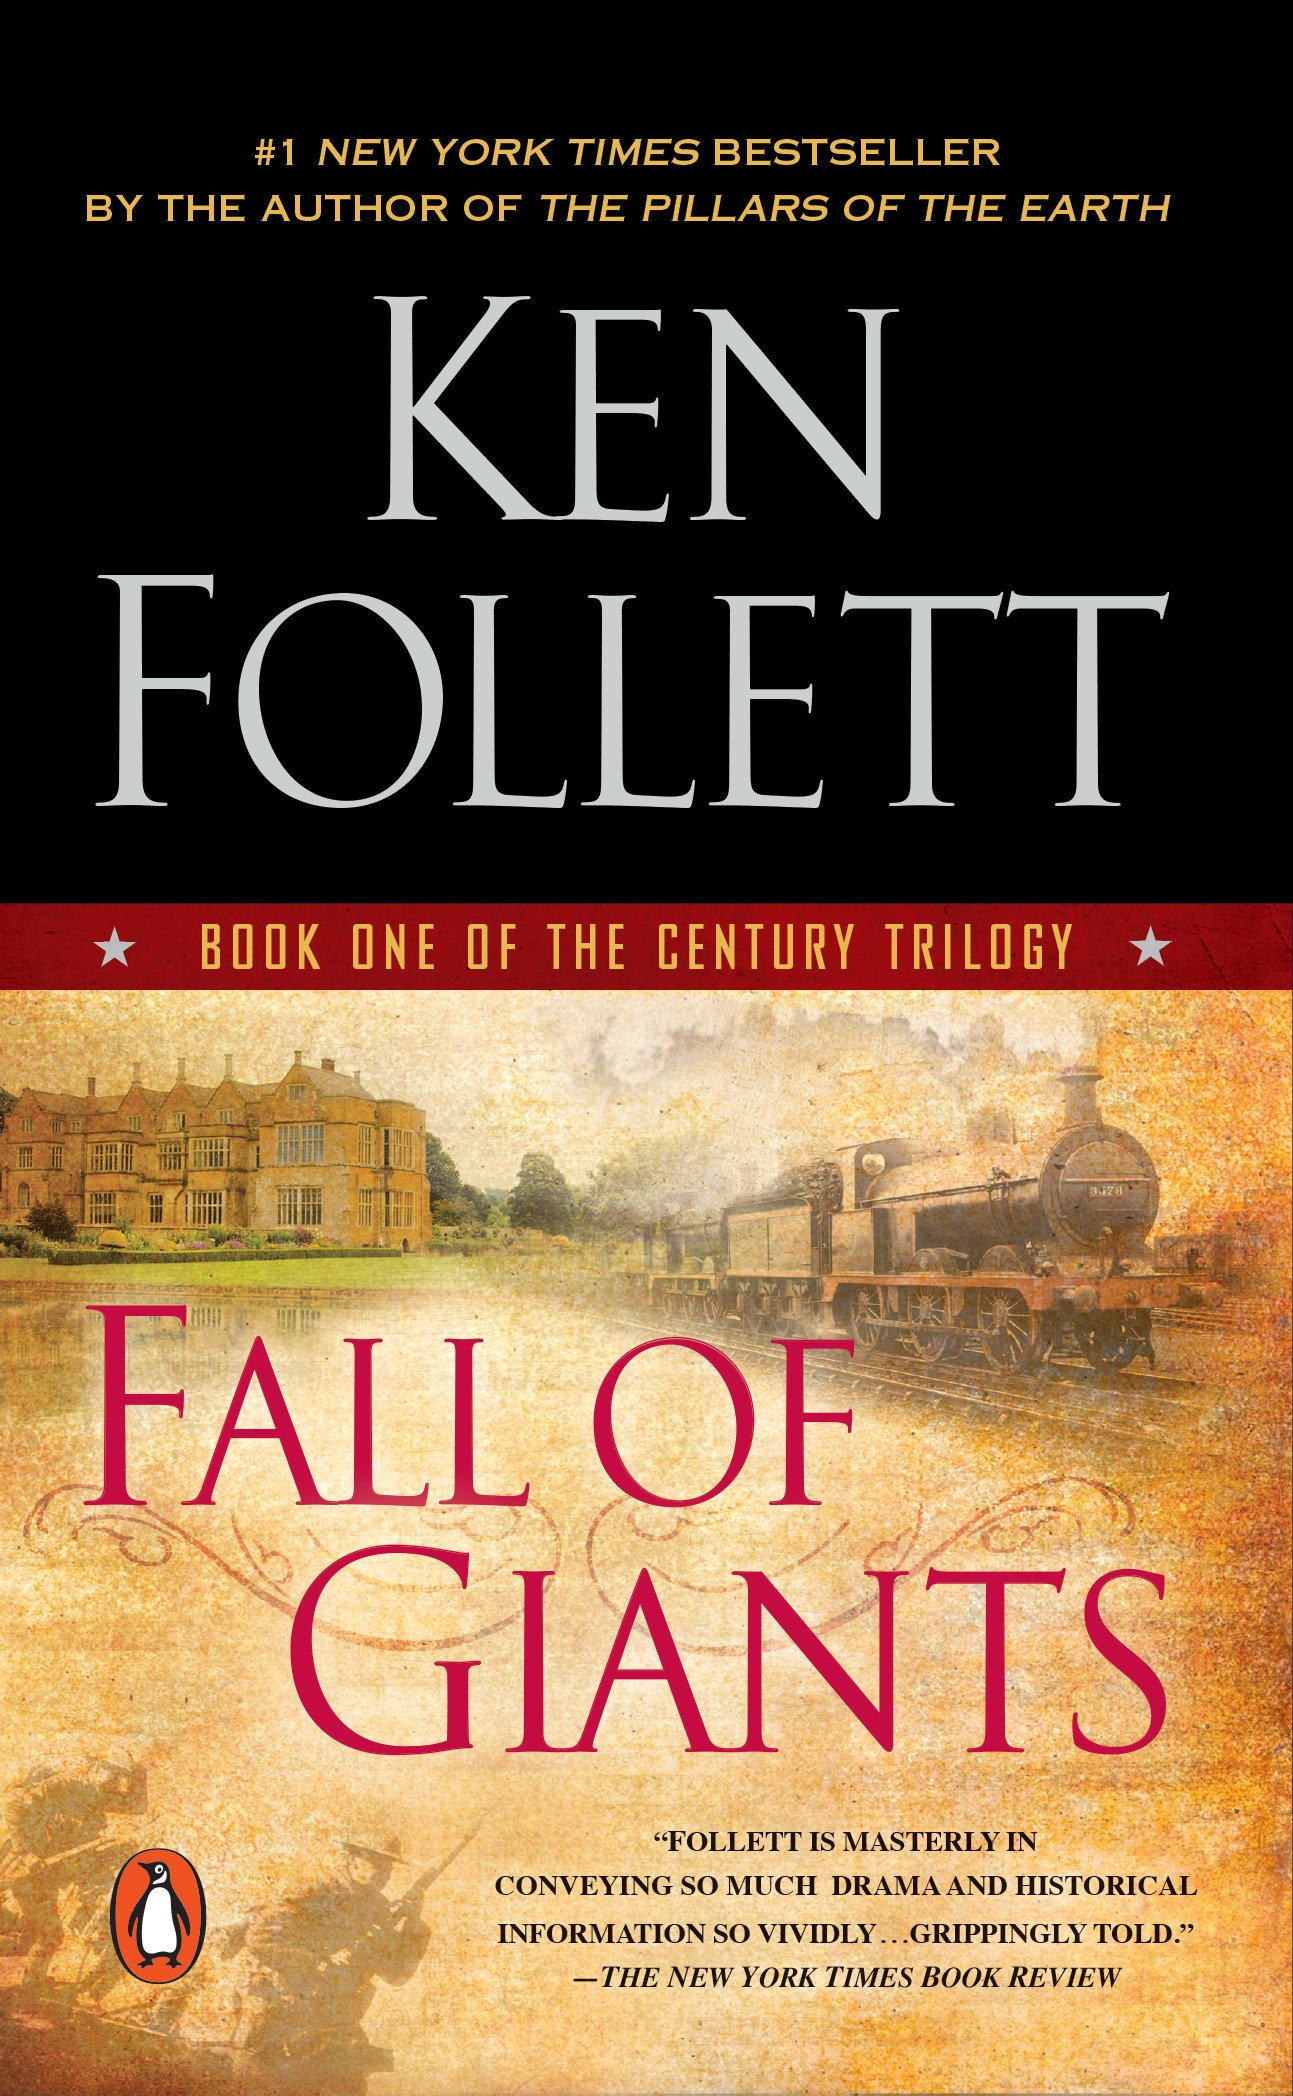 #1 NEW YORK TIMES BESTSELLER
BY THE AUTHOR OF THE PILLARS OF THE EARTH
KEN
FOLLETT
BOOK ONE OF THE CENTURY TRILOGY
FALL OF
GIANTS
“FOLLETT IS MASTERLY IN
CONVEYING SO MUCH DRAMA AND HISTORICAL
INFORMATION SO VIVIDLY...GRIPPINGLY TOLD.”
—THE NEW YORK TIMES BOOK REVIEW